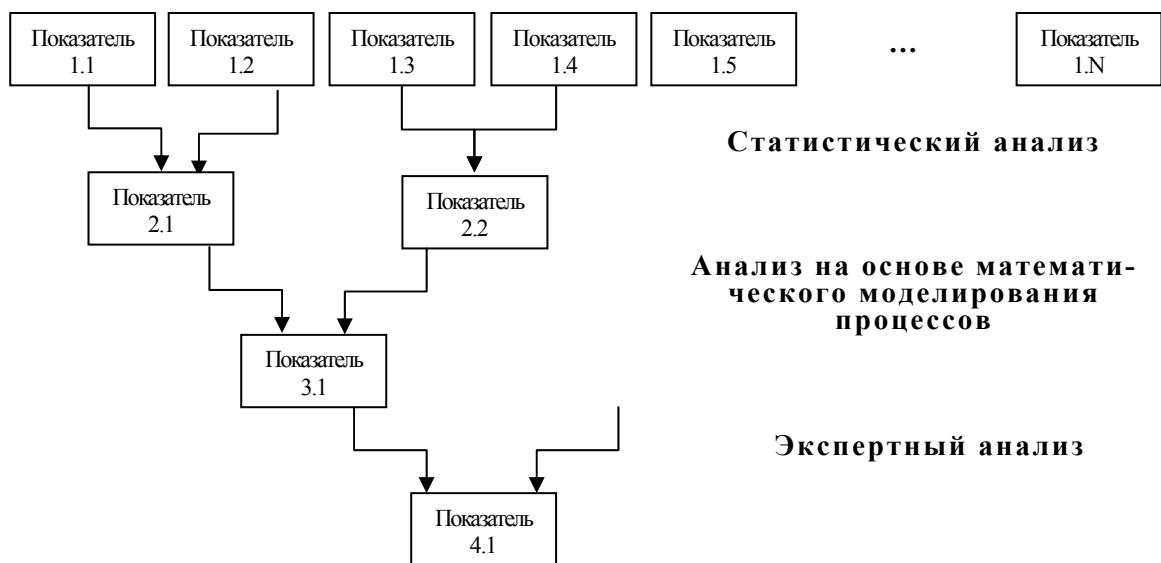 Показатель
1.1
Показатель
1.2
Показатель
1.3
Показатель
1.4
Показатель
1.5
...
Показатель
1.N
Статистический анализ
Показатель
2.1
Показатель
2.2
Анализ на основе математи-
ческого моделирования
процессов
Показатель
3.1
Экспертный анализ
Показатель
4.1